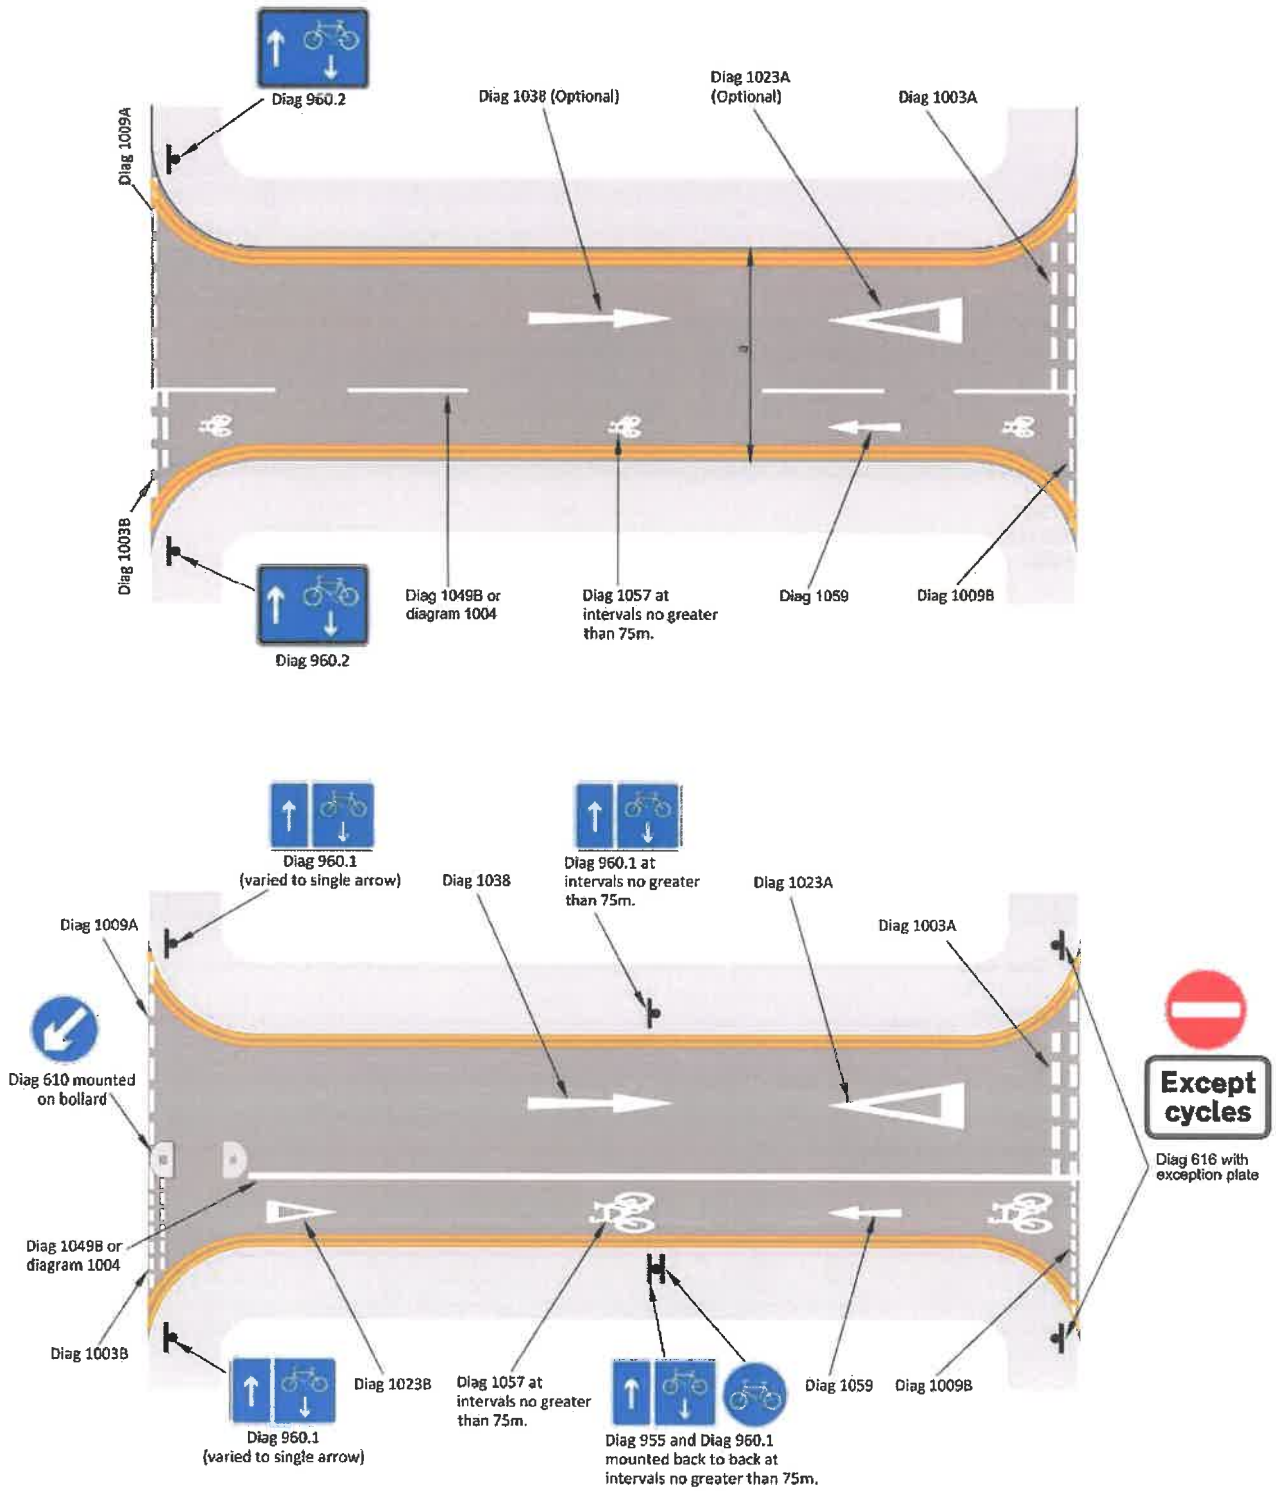 Diag 960.2
Diag 1038 (Optional)
Diag 1023A
(Optional)
Diag 1003A
Diag 1009A
Diag 1003B
Diag 960.2
Diag 1049B or
diagram 1004
Diag 1057 at
intervals no greater
than 75m.
Diag 1059
Diag 1009B
Diag 960.1
(varied to single arrow)
Diag 1038
Diag 960.1 at
intervals no greater
than 75m.
Diag 1023A
Diag 1009A
Diag 1003A
Diag 610 mounted
on bollard
Except
cycles
Diag 616 with
exception plate
Diag 1049B or
diagram 1004
Diag 1003B
Diag 960.1
(varied to single arrow)
Diag 1023B
Diag 1057 at
intervals no greater
than 75m.
Diag 955 and Diag 960.1
mounted back to back at
intervals no greater than 75m.
Diag 1059
Diag 1009B